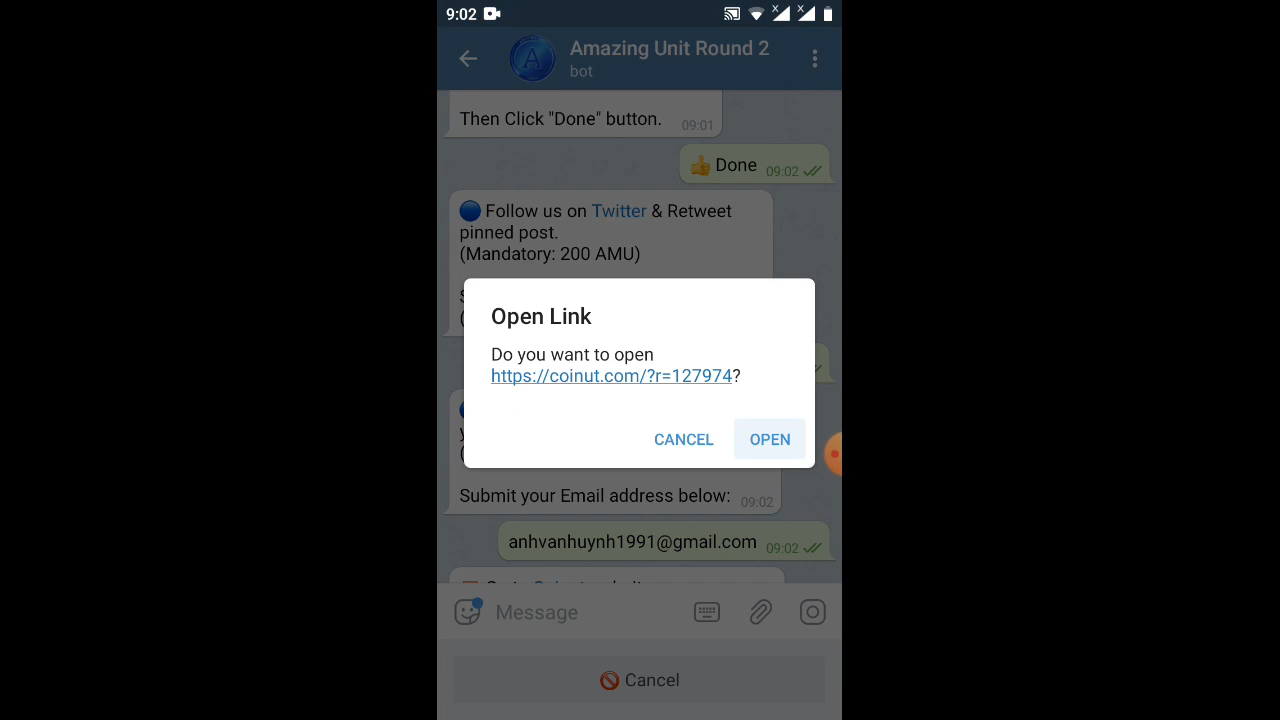 9:02
Amazing Unit Round 2
bot
Then Click "Done" button.
09:01
👍 Done 09:02
🔵 Follow us on Twitter & Retweet
pinned post.
(Mandatory: 200 AMU)
Open Link
Do you want to open
https://coinut.com/?r=127974?
CANCEL
OPEN
Submit your Email address below: 09:02
anhvanhuynh1991@gmail.com 09:02
Message
🚫 Cancel